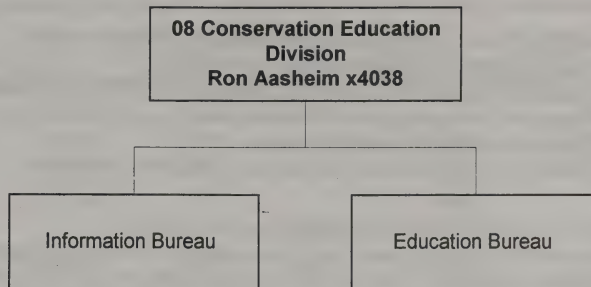 08 Conservation Education
Division
Ron Aasheim x4038
Information Bureau
Education Bureau